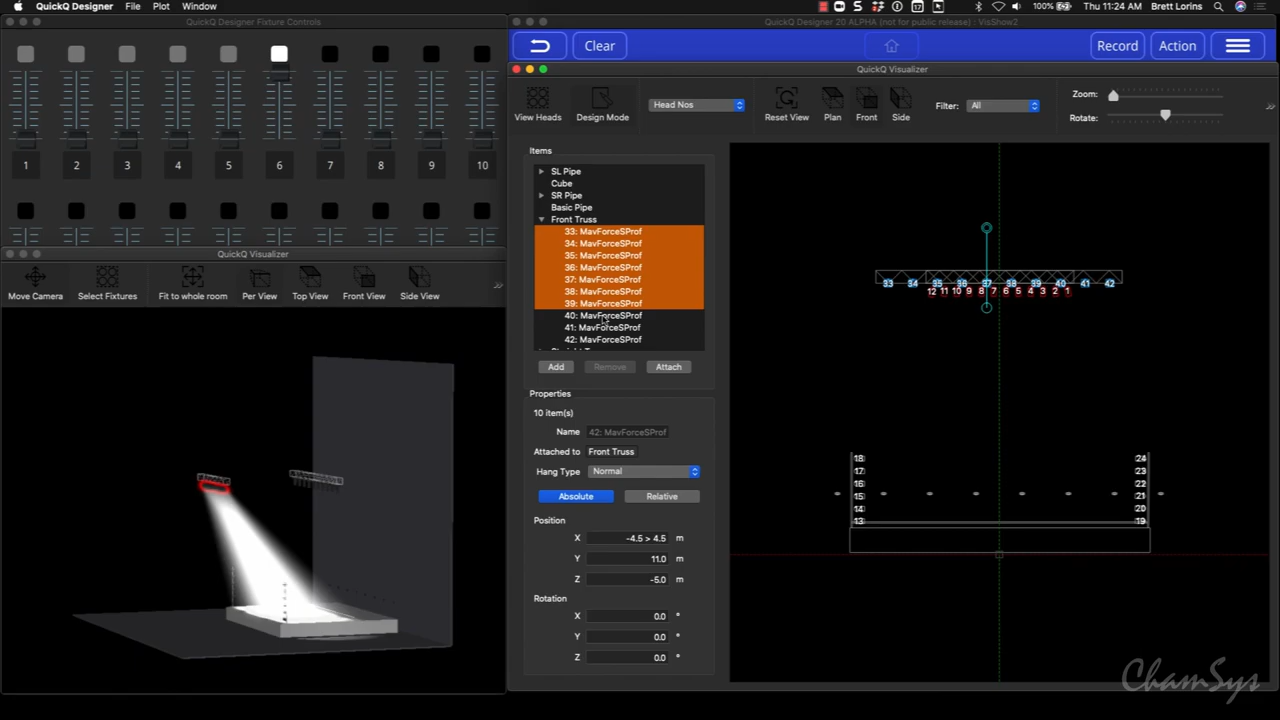 QuickQ Designer File Plot Window 100% Thu 11:24 AM Brett Lorins
QuickQ Designer Fixture Controls
1 2 3 4 5 6 7 8 9 10
QuickQ Visualizer
Move Camera Select Fixtures Fit to whole room Per View Top View Front View Side View
QuickQ Designer 20 ALPHA (not for public release) : VisShow2
Clear Record Action
QuickQ Visualizer
View Heads Design Mode Head Nos Reset View Plan Front Side Filter: All Zoom:
Rotate:
Items
SL Pipe
Cube
SR Pipe
Basic Pipe
Front Truss
33: MavForceSProf
34: MavForceSProf
35: MavForceSProf
36: MavForceSProf
37: MavForceSProf
38: MavForceSProf
39: MavForceSProf
40: MavForceSProf
41: MavForceSProf
42: MavForceSProf
Add Remove Attach
Properties
10 item(s)
Name 42: MavForceSProf
Attached to Front Truss
Hang Type Normal
Absolute Relative
Position
X -4.5 > 4.5 m
Y 11.0 m
Z -5.0 m
Rotation
X 0.0 °
Y 0.0 °
Z 0.0 °
33 34 35 36 37 38 39 40 41 42
12 11 10 9 8 7 6 5 4 3 2 1
18 24
17 23
16 22
15 21
14 20
13 19
ChamSys